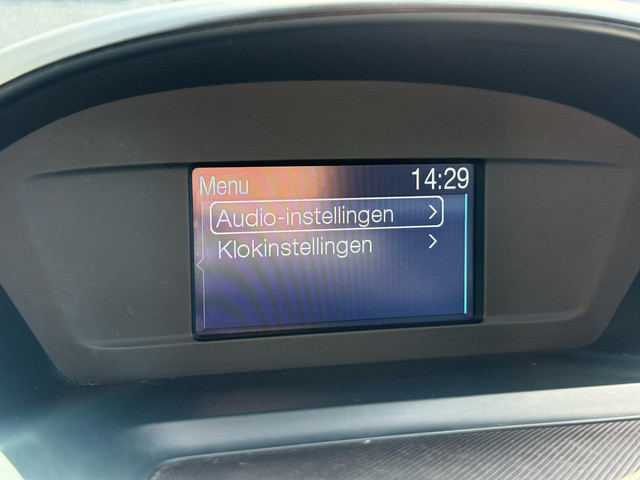 Menu 14:29
Audio-instellingen
Klokinstellingen